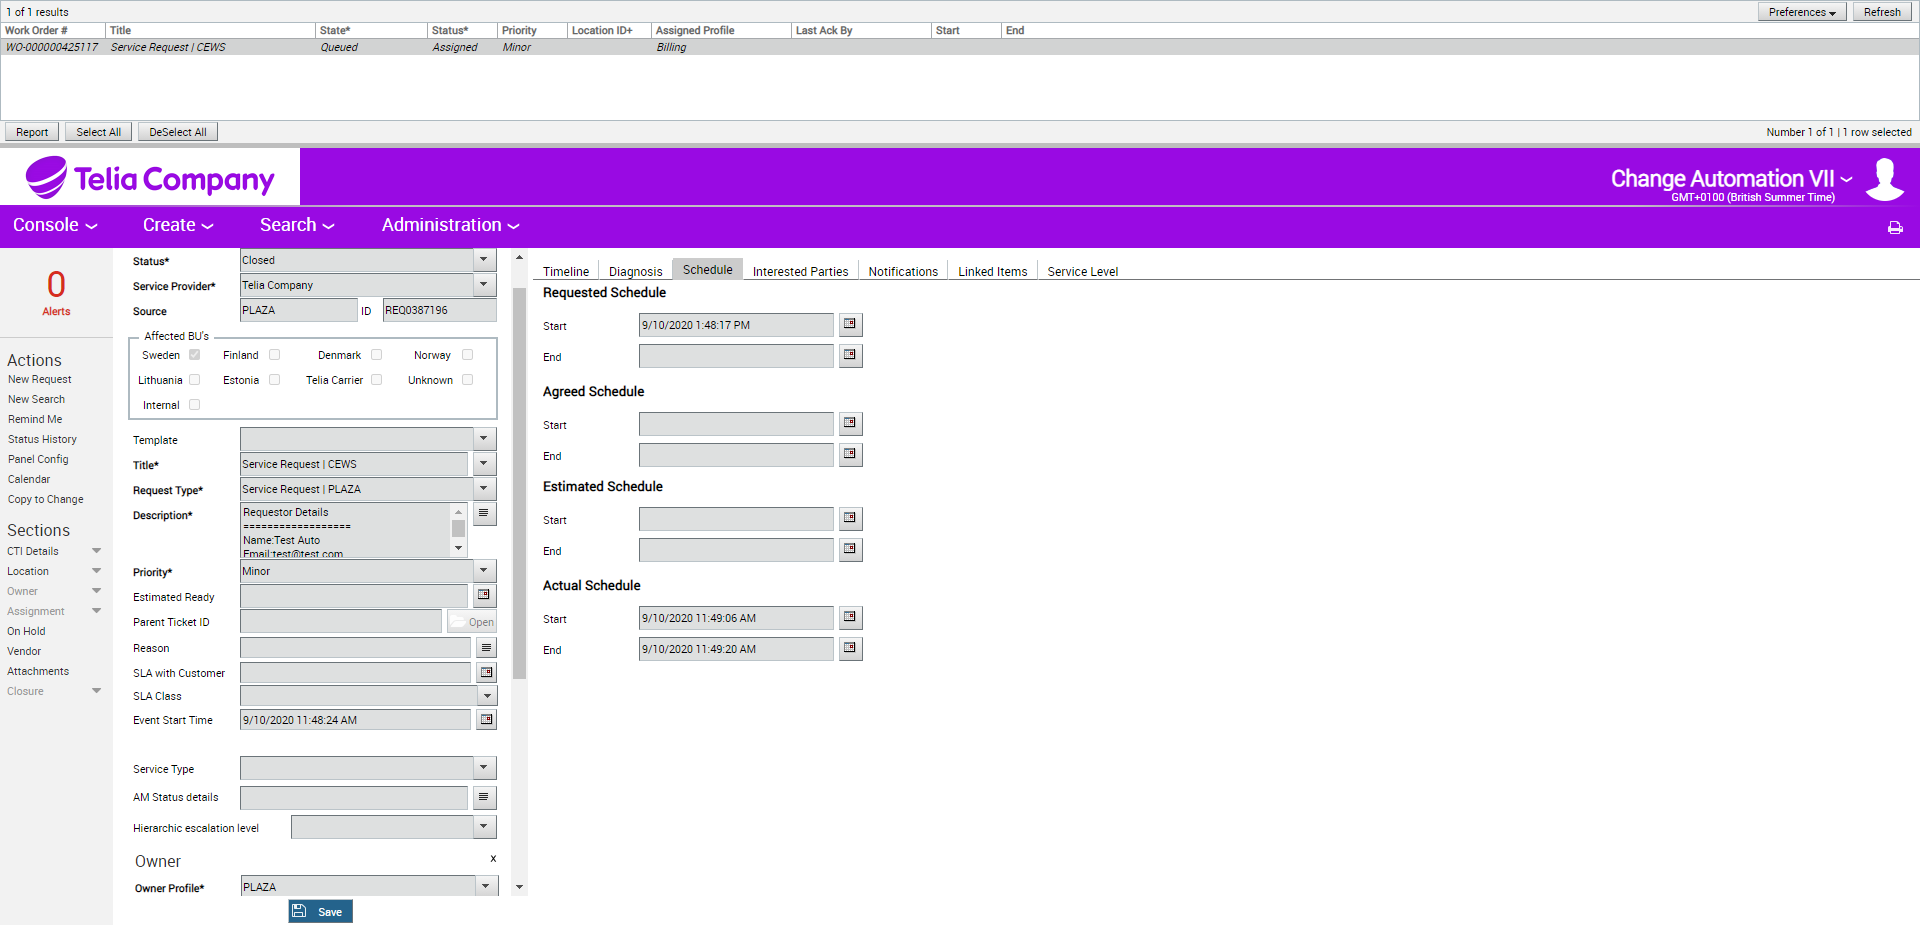 1 of 1 results
Preferences
Refresh
Work Order # Title State* Status* Priority Location ID+ Assigned Profile Last Ack By Start End
WO-000000425117 Service Request | CEWS Queued Assigned Minor Billing
Report Select All DeSelect All
Number 1 of 1 | 1 row selected
Telia Company
Change Automation VII
GMT+0100 (British Summer Time)
Console Create Search Administration
0
Alerts
Actions
New Request
New Search
Remind Me
Status History
Panel Config
Calendar
Copy to Change
Sections
CTI Details
Location
Owner
Assignment
On Hold
Vendor
Attachments
Closure
Status* Closed
Service Provider* Telia Company
Source PLAZA ID REQ0387196
Affected BU's
Sweden Finland Denmark Norway
Lithuania Estonia Telia Carrier Unknown
Internal
Template
Title* Service Request | CEWS
Request Type* Service Request | PLAZA
Description* Requestor Details
==================
Name:Test Auto
Email:test@test.com
Priority* Minor
Estimated Ready
Parent Ticket ID Open
Reason
SLA with Customer
SLA Class
Event Start Time 9/10/2020 11:48:24 AM
Service Type
AM Status details
Hierarchic escalation level
Owner x
Owner Profile* PLAZA
Save
Timeline Diagnosis Schedule Interested Parties Notifications Linked Items Service Level
Requested Schedule
Start 9/10/2020 1:48:17 PM
End
Agreed Schedule
Start
End
Estimated Schedule
Start
End
Actual Schedule
Start 9/10/2020 11:49:06 AM
End 9/10/2020 11:49:20 AM